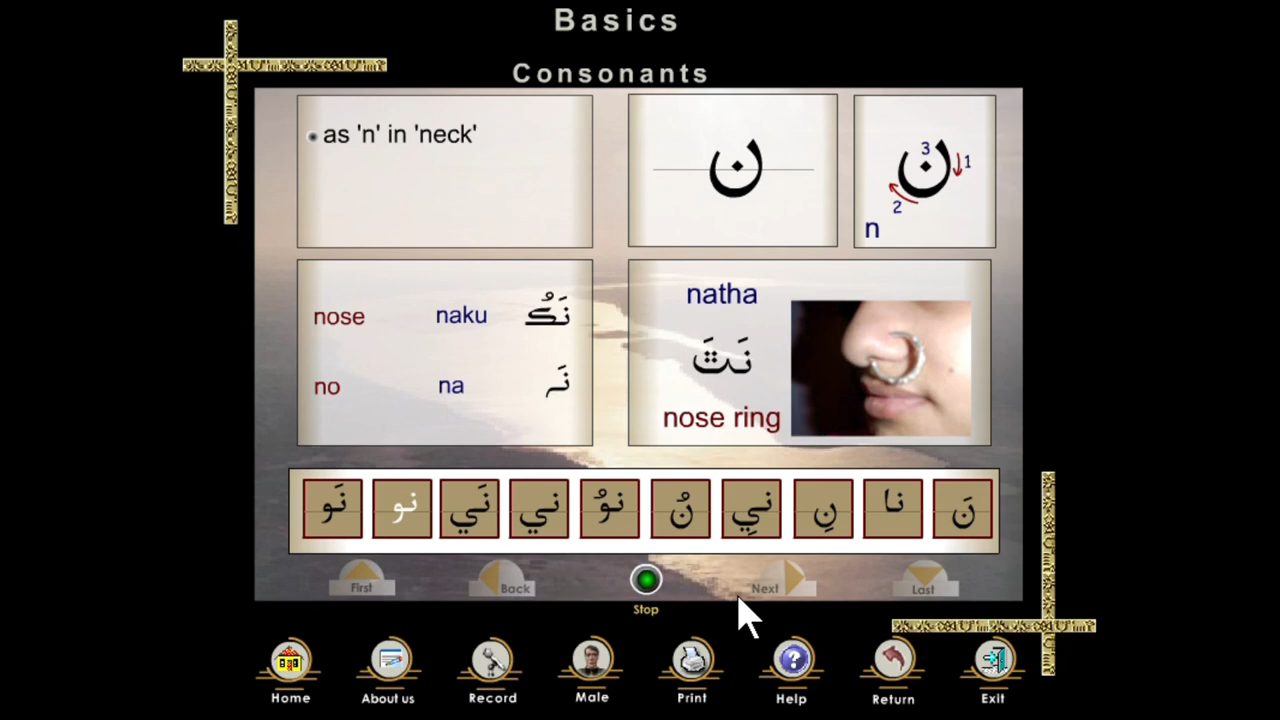 Basics
Consonants
as 'n' in 'neck'
ن
ن
1
2
3
n
nose naku نَڪُ
no na نَہ
natha
نَٿَ
nose ring
نَ نا نِ نيِ نُ نوُ ني نَي نو نَو
First Back Stop Next Last
Home About us Record Male Print Help Return Exit